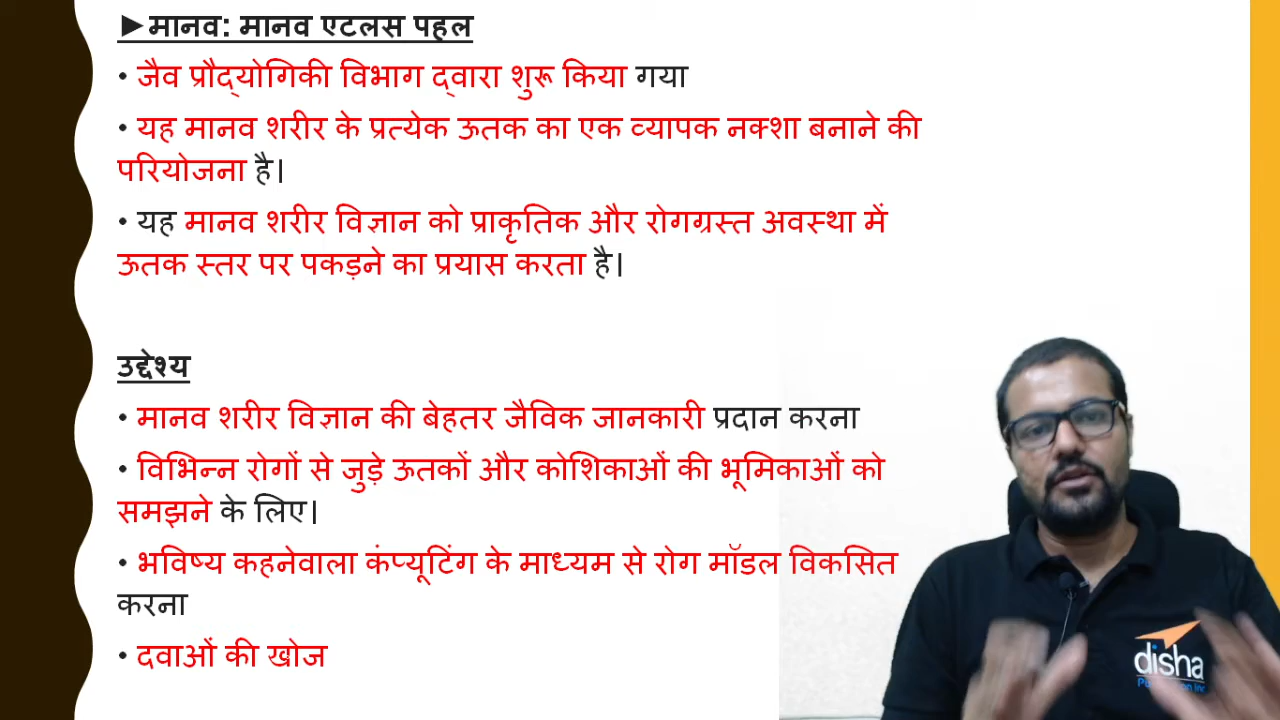 ►मानव: मानव एटलस पहल
• जैव प्रौद्योगिकी विभाग द्वारा शुरू किया गया
• यह मानव शरीर के प्रत्येक ऊतक का एक व्यापक नक्शा बनाने की
परियोजना है।
• यह मानव शरीर विज्ञान को प्राकृतिक और रोगग्रस्त अवस्था में
ऊतक स्तर पर पकड़ने का प्रयास करता है।
उद्देश्य
• मानव शरीर विज्ञान की बेहतर जैविक जानकारी प्रदान करना
• विभिन्न रोगों से जुड़े ऊतकों और कोशिकाओं की भूमिकाओं को
समझने के लिए।
• भविष्य कहनेवाला कंप्यूटिंग के माध्यम से रोग मॉडल विकसित
करना
• दवाओं की खोज
disha